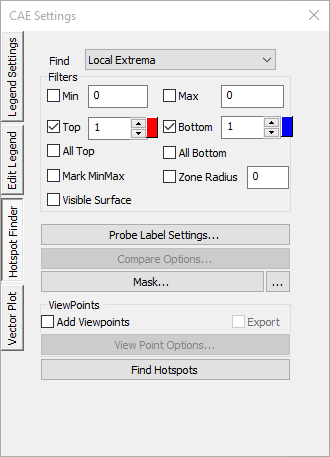 CAE Settings
Legend Settings
Edit Legend
Hotspot Finder
Vector Plot
Find Local Extrema
Filters
Min 0 Max 0
Top 1 Bottom 1
All Top All Bottom
Mark MinMax Zone Radius 0
Visible Surface
Probe Label Settings...
Compare Options...
Mask... ...
ViewPoints
Add Viewpoints Export
View Point Options...
Find Hotspots